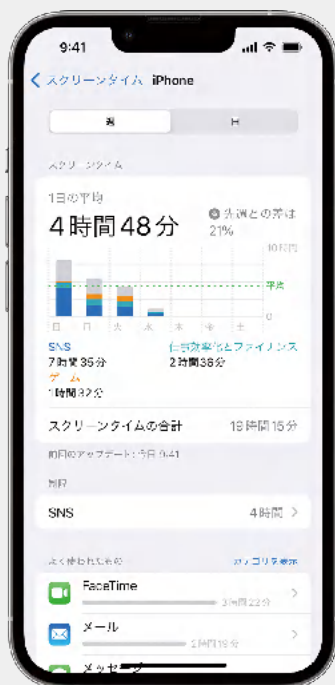 9:41
スクリーンタイム iPhone
週 日
スクリーンタイム
1日の平均
4時間48分
先週との差は
21%
10時間
平均
0
日 月 火 水 木 金 土
SNS 仕事効率化とファイナンス
7時間35分 2時間36分
ゲーム
1時間32分
スクリーンタイムの合計 19時間15分
前回のアップデート: 今日 9:41
制限
SNS 4時間
よく使われたもの カテゴリを表示
FaceTime
3時間22分
メール
2時間19分
メッセージ